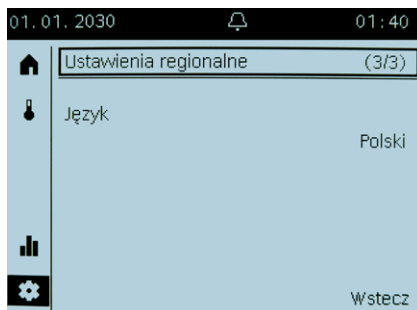 01. 01. 2030 01:40
Ustawienia regionalne (3/3)
Język
Polski
Wstecz